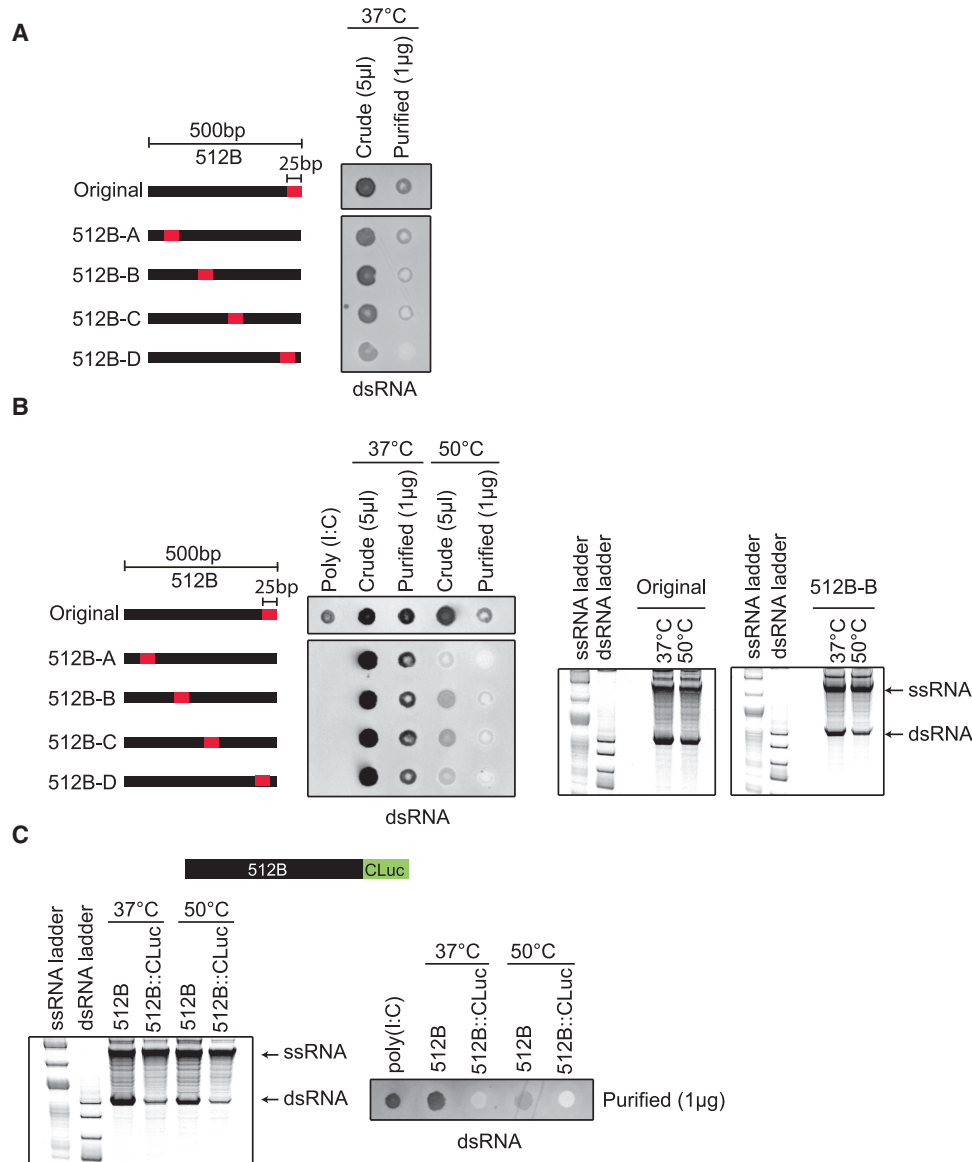 A
37°C
Crude (5µl)
Purified (1µg)
500bp
512B
25bp
Original
512B-A
512B-B
512B-C
512B-D
dsRNA
B
37°C
50°C
Poly (I:C)
Crude (5µl)
Purified (1µg)
Crude (5µl)
Purified (1µg)
500bp
512B
25bp
Original
512B-A
512B-B
512B-C
512B-D
dsRNA
ssRNA ladder
dsRNA ladder
Original
37°C
50°C
ssRNA ladder
dsRNA ladder
512B-B
37°C
50°C
←ssRNA
←dsRNA
C
512B
CLuc
ssRNA ladder
dsRNA ladder
37°C
50°C
512B
512B::CLuc
512B
512B::CLuc
←ssRNA
←dsRNA
37°C
50°C
poly(I:C)
512B
512B::CLuc
512B
512B::CLuc
Purified (1µg)
dsRNA